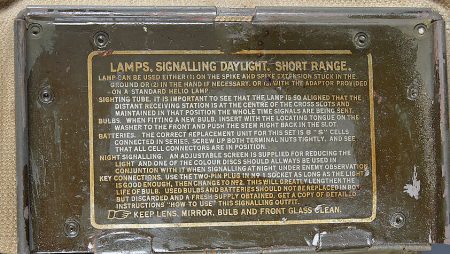 LAMPS, SIGNALLING DAYLIGHT. SHORT RANGE.
LAMP CAN BE USED EITHER (1) ON THE SPIKE AND SPIKE EXTENSION STUCK IN THE
GROUND OR (2) IN THE HAND IF NECESSARY. OR (3) WITH THE ADAPTOR PROVIDED
ON A STANDARD HELIO LAMP
SIGHTING TUBE. IT IS IMPORTANT TO SEE THAT THE LAMP IS SO ALIGNED THAT THE
DISTANT RECEIVING STATION IS AT THE CENTRE OF THE CROSS SLOTS AND
MAINTAINED IN THAT POSITION THE WHOLE TIME SIGNALS ARE BEING SENT.
BULBS. WHEN FITTING A NEW BULB. INSERT WITH THE LOCATING TONGUE ON THE
WASHER TO THE FRONT AND PUSH THE STEM RIGHT BACK IN THE SLOT.
BATTERIES. THE CORRECT REPLACEMENT UNIT FOR THIS SET IS 8 "S" CELLS
CONNECTED IN SERIES. SCREW UP BOTH TERMINAL NUTS TIGHTLY. AND SEE
THAT ALL CELL CONNECTORS ARE IN POSITION.
NIGHT SIGNALLING. AN ADJUSTABLE SCREEN IS SUPPLIED FOR REDUCING THE
LIGHT AND ONE OF THE COLOUR DISCS SHOULD ALWAYS BE USED IN
CONJUNTION WITH IT WHEN SIGNALLING AT NIGHT UNDER ENEMY OBSERVATION
KEY CONNECTIONS. USE THE TWO-PIN PLUG IN Nº 1 SOCKET AS LONG AS THE LIGHT
IS GOOD ENOUGH, THEN CHANGE TO Nº2. THIS WILL GREATLY LENGTHEN THE
LIFE OF BULB. USED BULBS AND BATTERIES SHOULD NOT BE REPLACED IN BOX
BUT DISCARDED AND A FRESH SUPPLY OBTAINED. GET A COPY OF DETAILED
INSTRUCTIONS "HOW TO USE" THIS SIGNALLING OUTFIT.
KEEP LENS, MIRROR, BULB AND FRONT GLASS CLEAN.